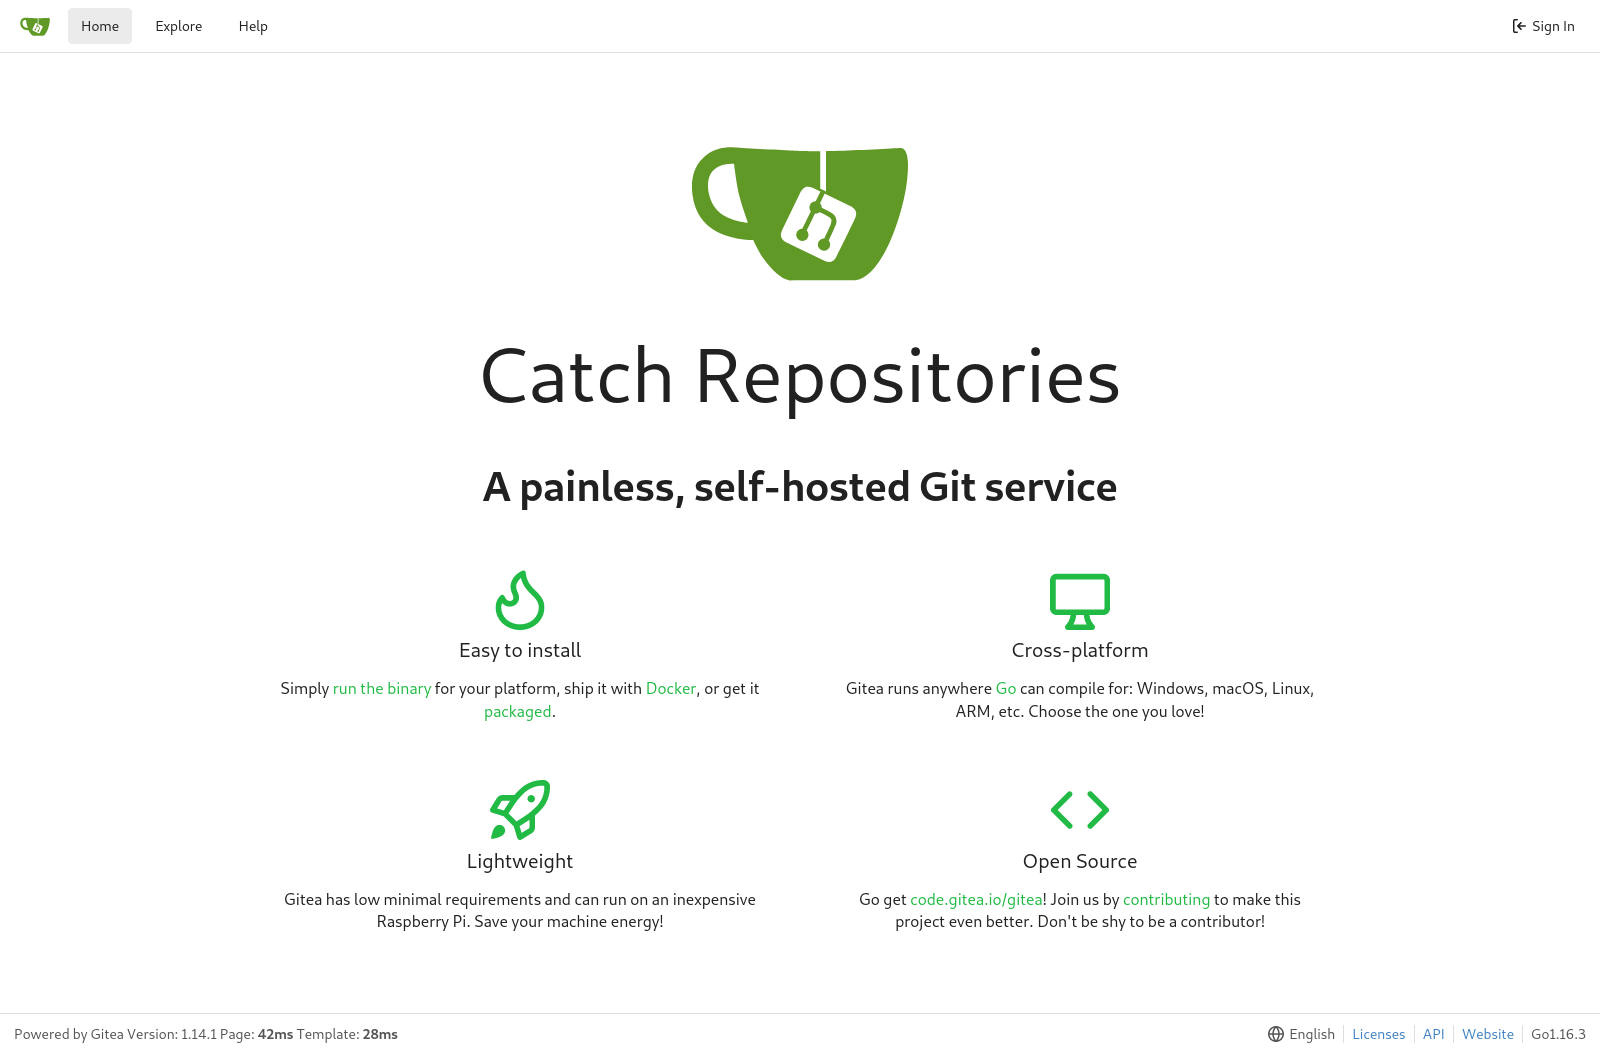 Home Explore Help Sign In
Catch Repositories
A painless, self-hosted Git service
Easy to install
Simply run the binary for your platform, ship it with Docker, or get it
packaged.
Cross-platform
Gitea runs anywhere Go can compile for: Windows, macOS, Linux,
ARM, etc. Choose the one you love!
Lightweight
Gitea has low minimal requirements and can run on an inexpensive
Raspberry Pi. Save your machine energy!
Open Source
Go get code.gitea.io/gitea! Join us by contributing to make this
project even better. Don't be shy to be a contributor!
Powered by Gitea Version: 1.14.1 Page: 42ms Template: 28ms English Licenses API Website Go1.16.3